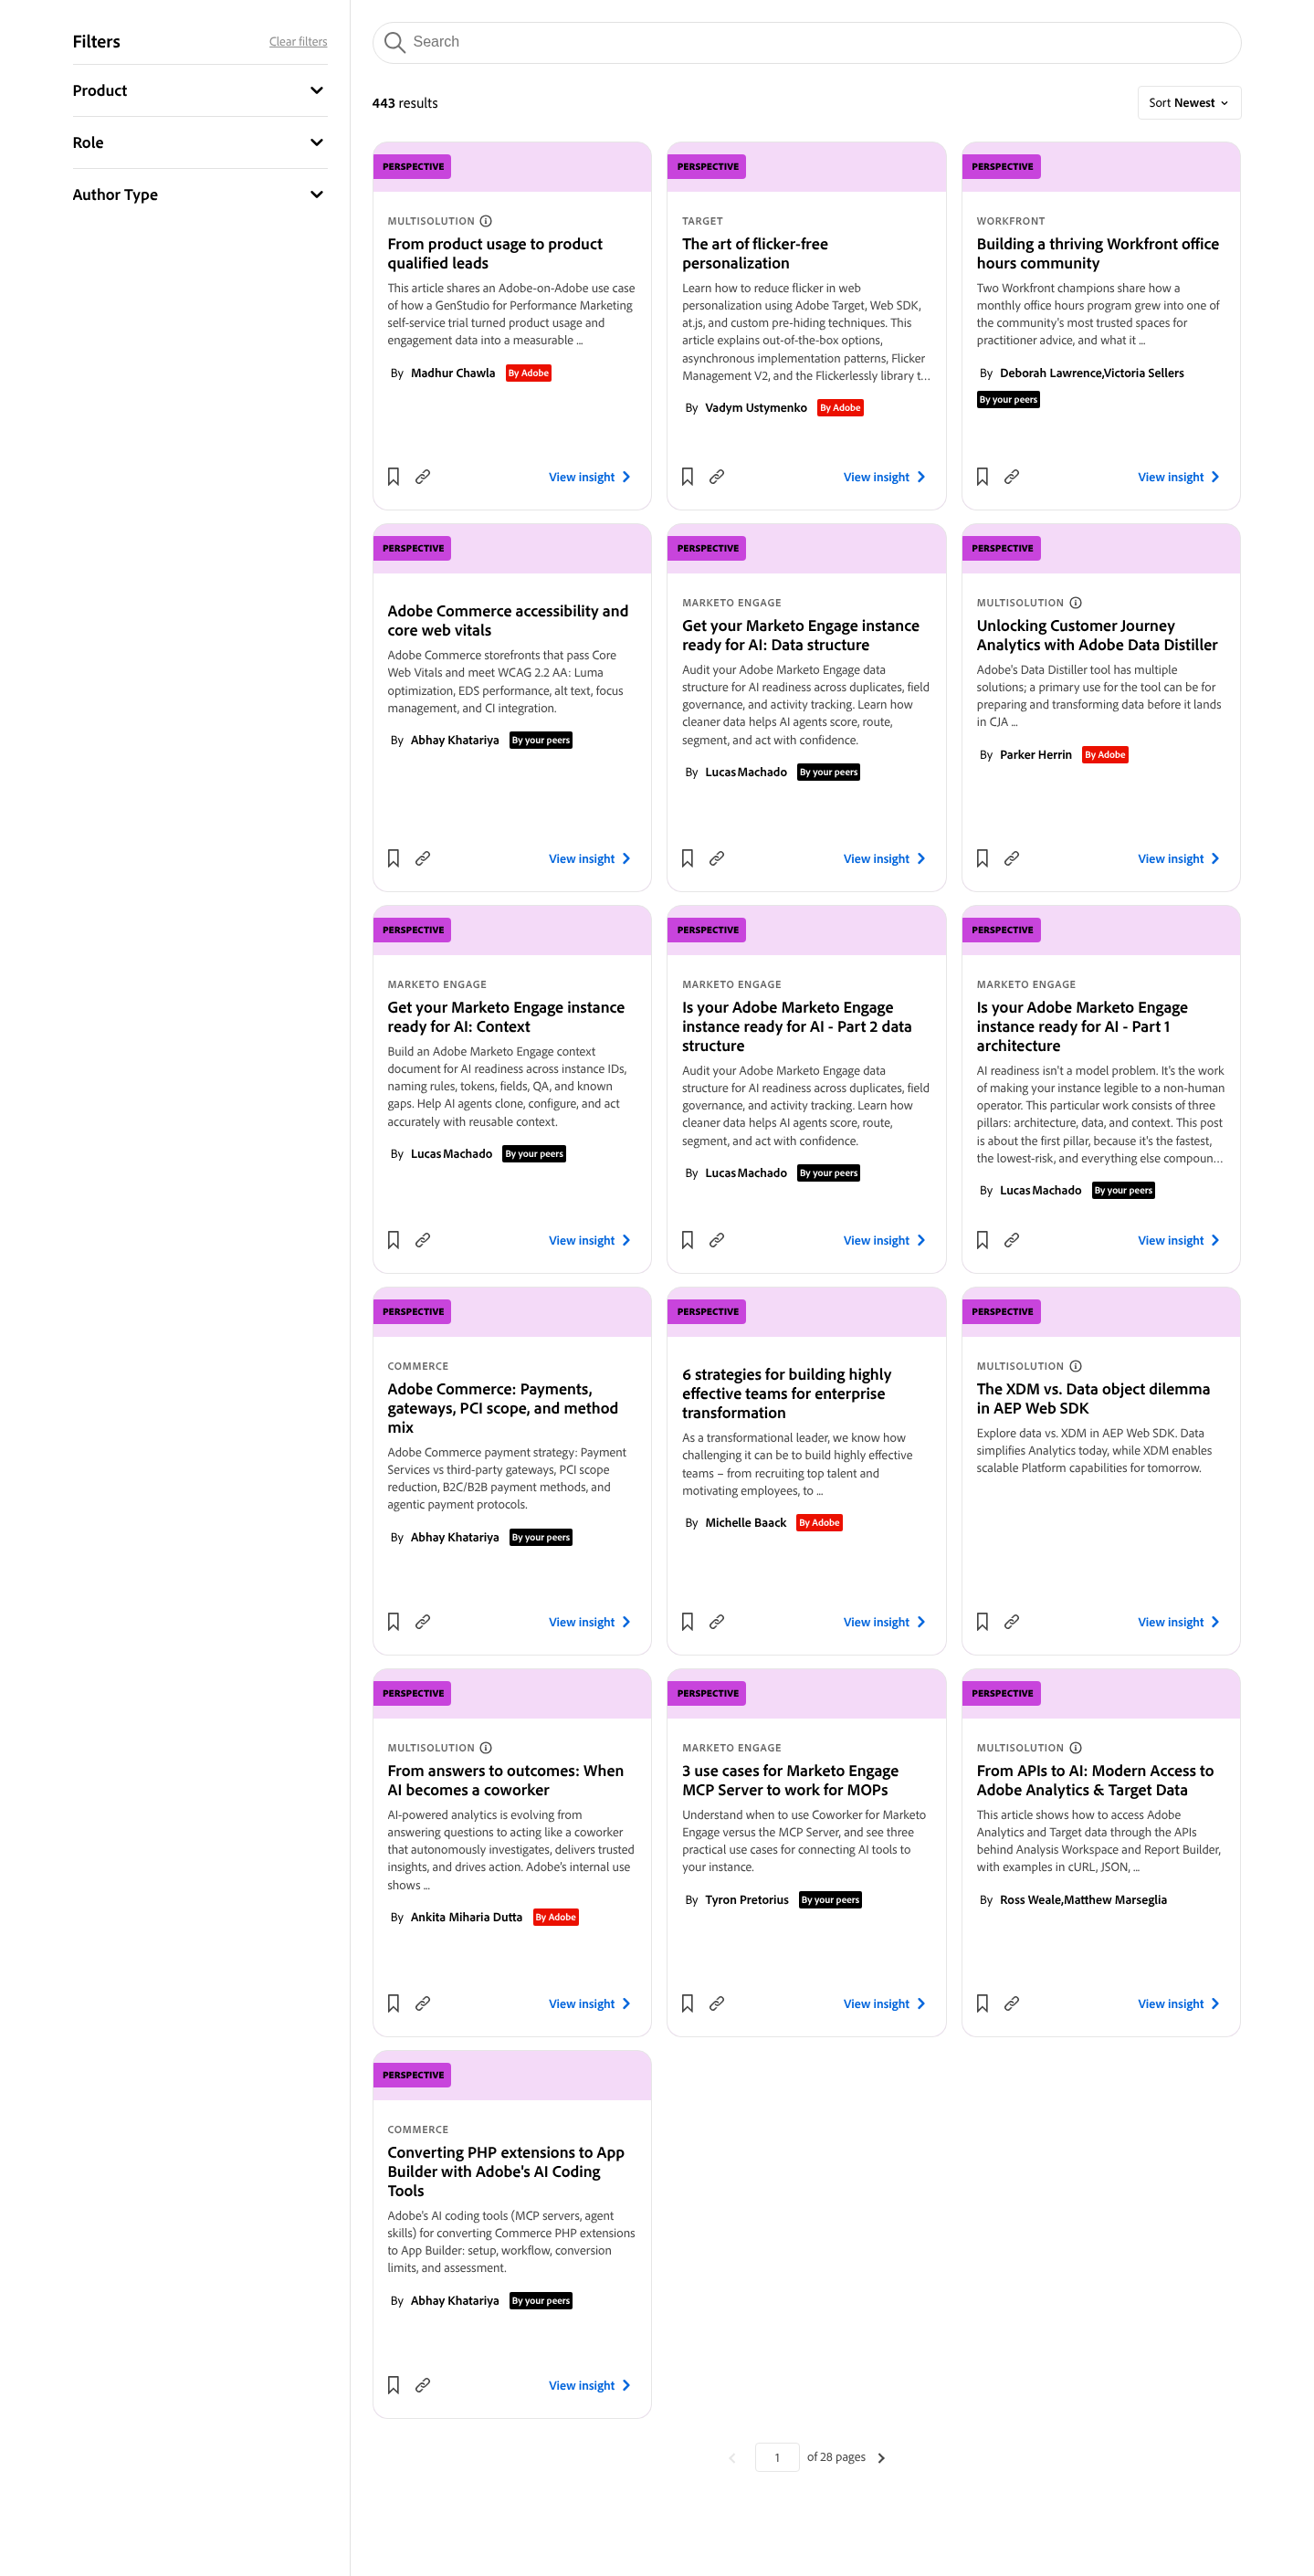 Filters
Clear filters
Product
Role
Author Type
Search
443 results
Sort Newest
PERSPECTIVE
MULTISOLUTION
From product usage to product
qualified leads
This article shares an Adobe-on-Adobe use case
of how a GenStudio for Performance Marketing
self-service trial turned product usage and
engagement data into a measurable ...
By Madhur Chawla By Adobe
View insight
PERSPECTIVE
TARGET
The art of flicker-free
personalization
Learn how to reduce flicker in web
personalization using Adobe Target, Web SDK,
at.js, and custom pre-hiding techniques. This
article explains out-of-the-box options,
asynchronous implementation patterns, Flicker
Management V2, and the Flickerlessly library t...
By Vadym Ustymenko By Adobe
View insight
PERSPECTIVE
WORKFRONT
Building a thriving Workfront office
hours community
Two Workfront champions share how a
monthly office hours program grew into one of
the community's most trusted spaces for
practitioner advice, and what it ...
By Deborah Lawrence,Victoria Sellers
By your peers
View insight
PERSPECTIVE
Adobe Commerce accessibility and
core web vitals
Adobe Commerce storefronts that pass Core
Web Vitals and meet WCAG 2.2 AA: Luma
optimization, EDS performance, alt text, focus
management, and CI integration.
By Abhay Khatariya By your peers
View insight
PERSPECTIVE
MARKETO ENGAGE
Get your Marketo Engage instance
ready for AI: Data structure
Audit your Adobe Marketo Engage data
structure for AI readiness across duplicates, field
governance, and activity tracking. Learn how
cleaner data helps AI agents score, route,
segment, and act with confidence.
By Lucas Machado By your peers
View insight
PERSPECTIVE
MULTISOLUTION
Unlocking Customer Journey
Analytics with Adobe Data Distiller
Adobe's Data Distiller tool has multiple
solutions; a primary use for the tool can be for
preparing and transforming data before it lands
in CJA ...
By Parker Herrin By Adobe
View insight
PERSPECTIVE
MARKETO ENGAGE
Get your Marketo Engage instance
ready for AI: Context
Build an Adobe Marketo Engage context
document for AI readiness across instance IDs,
naming rules, tokens, fields, QA, and known
gaps. Help AI agents clone, configure, and act
accurately with reusable context.
By Lucas Machado By your peers
View insight
PERSPECTIVE
MARKETO ENGAGE
Is your Adobe Marketo Engage
instance ready for AI - Part 2 data
structure
Audit your Adobe Marketo Engage data
structure for AI readiness across duplicates, field
governance, and activity tracking. Learn how
cleaner data helps AI agents score, route,
segment, and act with confidence.
By Lucas Machado By your peers
View insight
PERSPECTIVE
MARKETO ENGAGE
Is your Adobe Marketo Engage
instance ready for AI - Part 1
architecture
AI readiness isn't a model problem. It's the work
of making your instance legible to a non-human
operator. This particular work consists of three
pillars: architecture, data, and context. This post
is about the first pillar, because it's the fastest,
the lowest-risk, and everything else compoun...
By Lucas Machado By your peers
View insight
PERSPECTIVE
COMMERCE
Adobe Commerce: Payments,
gateways, PCI scope, and method
mix
Adobe Commerce payment strategy: Payment
Services vs third-party gateways, PCI scope
reduction, B2C/B2B payment methods, and
agentic payment protocols.
By Abhay Khatariya By your peers
View insight
PERSPECTIVE
6 strategies for building highly
effective teams for enterprise
transformation
As a transformational leader, we know how
challenging it can be to build highly effective
teams – from recruiting top talent and
motivating employees, to ...
By Michelle Baack By Adobe
View insight
PERSPECTIVE
MULTISOLUTION
The XDM vs. Data object dilemma
in AEP Web SDK
Explore data vs. XDM in AEP Web SDK. Data
simplifies Analytics today, while XDM enables
scalable Platform capabilities for tomorrow.
View insight
PERSPECTIVE
MULTISOLUTION
From answers to outcomes: When
AI becomes a coworker
AI-powered analytics is evolving from
answering questions to acting like a coworker
that autonomously investigates, delivers trusted
insights, and drives action. Adobe's internal use
shows ...
By Ankita Miharia Dutta By Adobe
View insight
PERSPECTIVE
MARKETO ENGAGE
3 use cases for Marketo Engage
MCP Server to work for MOPs
Understand when to use Coworker for Marketo
Engage versus the MCP Server, and see three
practical use cases for connecting AI tools to
your instance.
By Tyron Pretorius By your peers
View insight
PERSPECTIVE
MULTISOLUTION
From APIs to AI: Modern Access to
Adobe Analytics & Target Data
This article shows how to access Adobe
Analytics and Target data through the APIs
behind Analysis Workspace and Report Builder,
with examples in cURL, JSON, ...
By Ross Weale,Matthew Marseglia
View insight
PERSPECTIVE
COMMERCE
Converting PHP extensions to App
Builder with Adobe's AI Coding
Tools
Adobe's AI coding tools (MCP servers, agent
skills) for converting Commerce PHP extensions
to App Builder: setup, workflow, conversion
limits, and assessment.
By Abhay Khatariya By your peers
View insight
1 of 28 pages